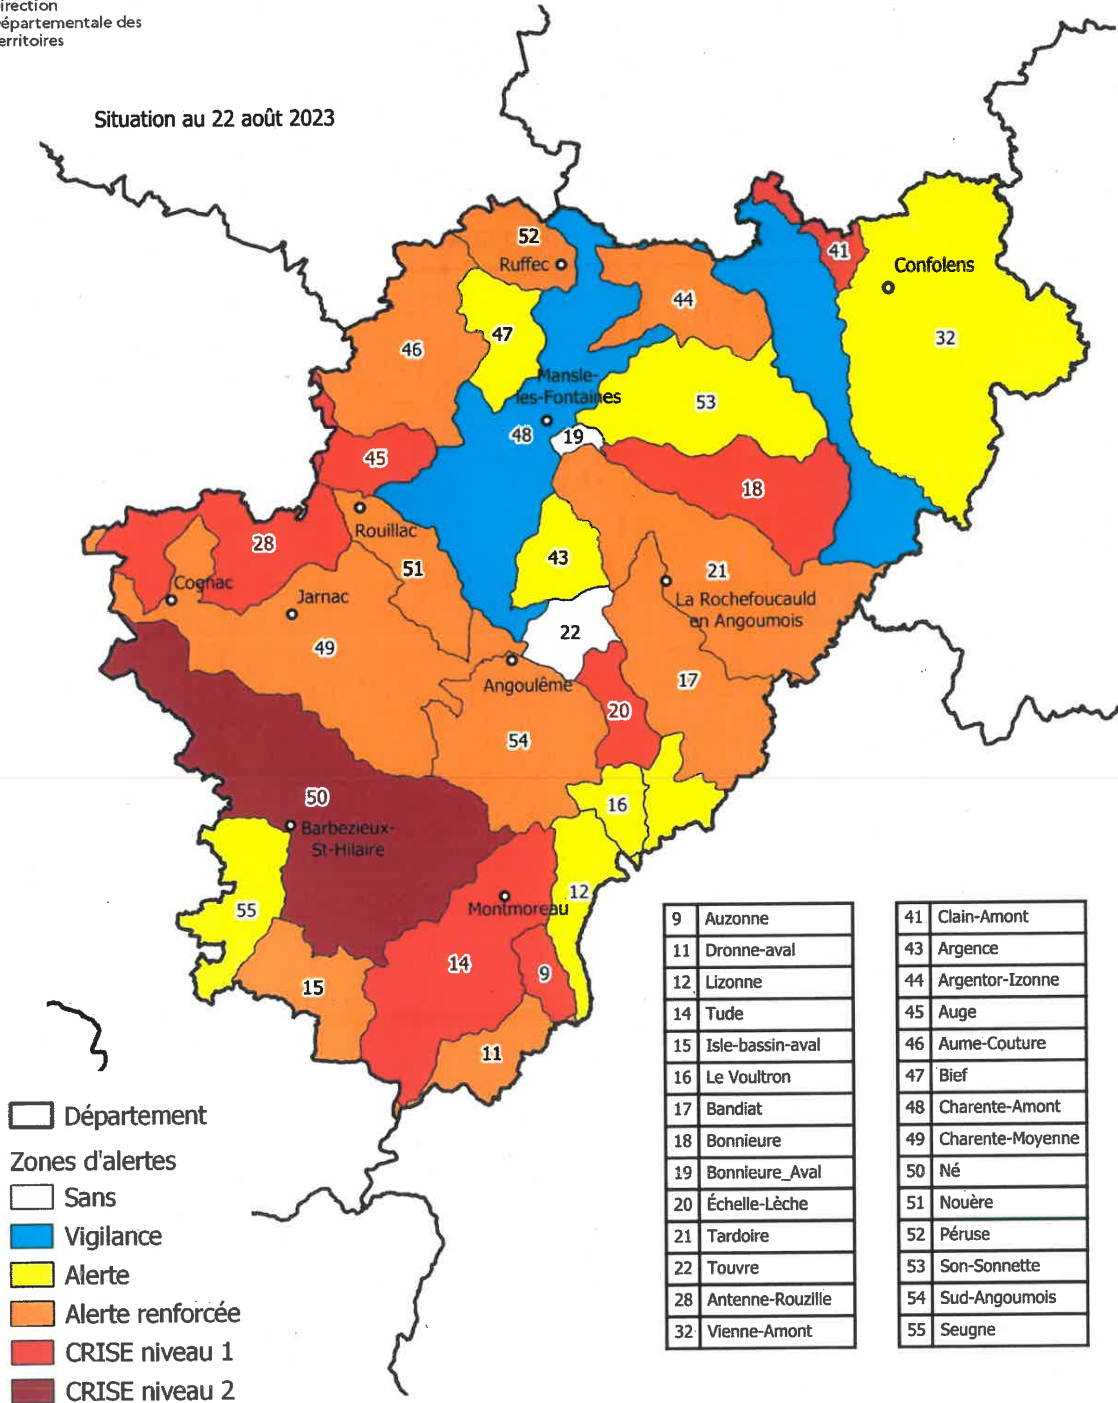 irection
épartementale des
erritoires
Situation au 22 août 2023
52
Ruffec
41
Confolens
44
47
46
32
Mansle-
les-Fontaines
53
48
19
45
18
Rouillac
28
43
51
21
Cognac
Jarnac
La Rochefoucauld
en Angoumois
22
49
Angoulême
17
20
54
50
16
Barbezieux-
St-Hilaire
12
55
Montmoreau
14
9
15
11
9 Auzonne
11 Dronne-aval
12 Lizonne
14 Tude
15 Isle-bassin-aval
16 Le Voultron
17 Bandiat
18 Bonnieure
19 Bonnieure_Aval
20 Échelle-Lèche
21 Tardoire
22 Touvre
28 Antenne-Rouzille
32 Vienne-Amont
41 Clain-Amont
43 Argence
44 Argentor-Izonne
45 Auge
46 Aume-Couture
47 Bief
48 Charente-Amont
49 Charente-Moyenne
50 Né
51 Nouère
52 Péruse
53 Son-Sonnette
54 Sud-Angoumois
55 Seugne
Département
Zones d'alertes
Sans
Vigilance
Alerte
Alerte renforcée
CRISE niveau 1
CRISE niveau 2